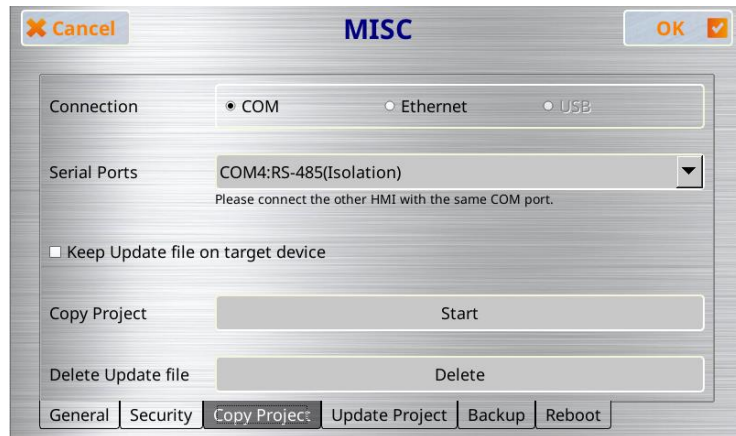 Cancel MISC OK
Connection COM Ethernet USB
Serial Ports COM4:RS-485(Isolation)
Please connect the other HMI with the same COM port.
Keep Update file on target device
Copy Project Start
Delete Update file Delete
General Security Copy Project Update Project Backup Reboot